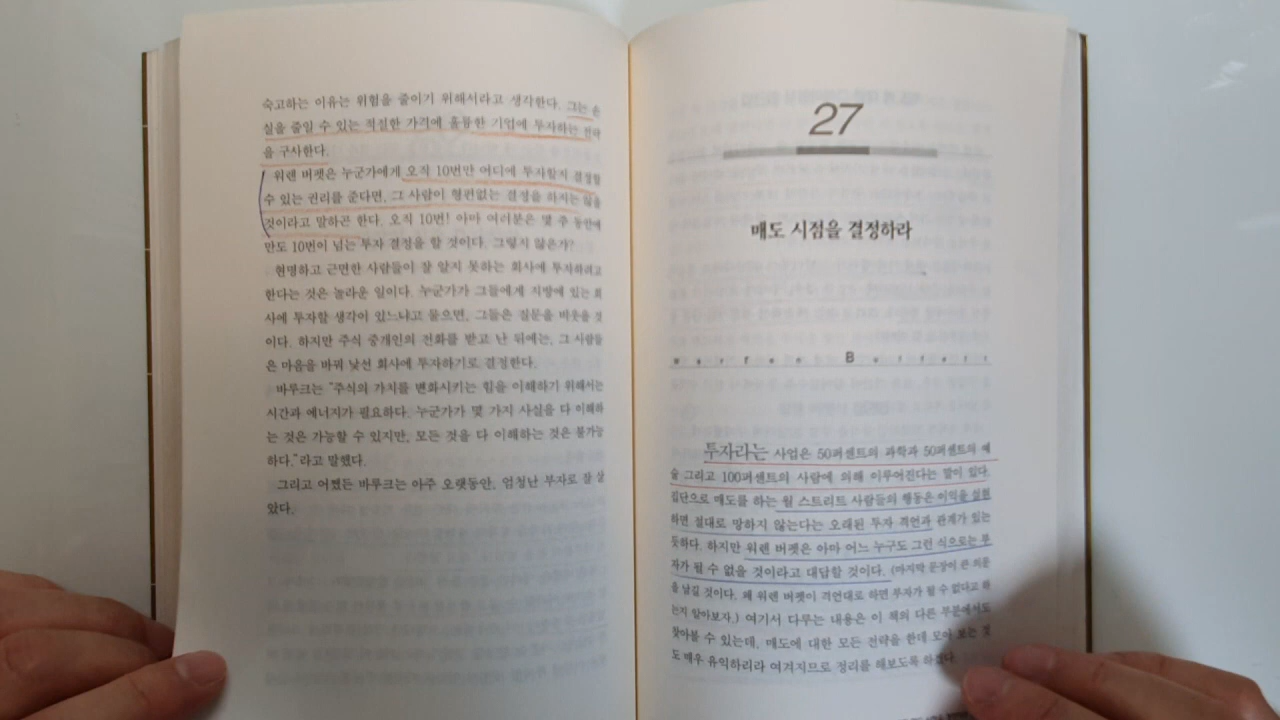 숙고하는 이유는 위험을 줄이기 위해서라고 생각한다. 그는 손
실을 줄일 수 있는 적절한 가격에 훌륭한 기업에 투자하는 전략
을 구사한다.
워렌 버펫은 누군가에게 오직 10번만 어디에 투자할지 결정할
수 있는 권리를 준다면, 그 사람이 형편없는 결정을 하지는 않을
것이라고 말하곤 한다. 오직 10번! 아마 여러분은 몇 주 동안에
만도 10번이 넘는 투자 결정을 할 것이다. 그렇지 않은가?
현명하고 근면한 사람들이 잘 알지 못하는 회사에 투자하려고
한다는 것은 놀라운 일이다. 누군가가 그들에게 지방에 있는 회
사에 투자할 생각이 있느냐고 물으면, 그들은 질문을 비웃을 것
이다. 하지만 주식 중개인의 전화를 받고 난 뒤에는, 그 사람들
은 마음을 바꿔 낯선 회사에 투자하기로 결정한다.
바루크는 "주식의 가치를 변화시키는 힘을 이해하기 위해서는
시간과 에너지가 필요하다. 누군가가 몇 가지 사실을 다 이해하
는 것은 가능할 수 있지만, 모든 것을 다 이해하는 것은 불가능
하다."라고 말했다.
그리고 어쨌든 바루크는 아주 오랫동안, 엄청난 부자로 잘 살
았다.
27
매도 시점을 결정하라
Warren Buffett
투자라는 사업은 50퍼센트의 과학과 50퍼센트의 예
술 그리고 100퍼센트의 사람에 의해 이루어진다는 말이 있다.
집단으로 매도를 하는 월 스트리트 사람들의 행동은 이익을 실현
하면 절대로 망하지 않는다는 오래된 투자 격언과 관계가 있는
듯하다. 하지만 워렌 버펫은 아마 어느 누구도 그런 식으로는 부
자가 될 수 없을 것이라고 대답할 것이다. (마지막 문장이 큰 의문
을 남길 것이다. 왜 워렌 버펫이 격언대로 하면 부자가 될 수 없다고 하
는지 알아보자.) 여기서 다루는 내용은 이 책의 다른 부분에서도
찾아볼 수 있는데, 매도에 대한 모든 전략을 한데 모아 보는 것
도 매우 유익하리라 여겨지므로 정리를 해보도록 하겠다.